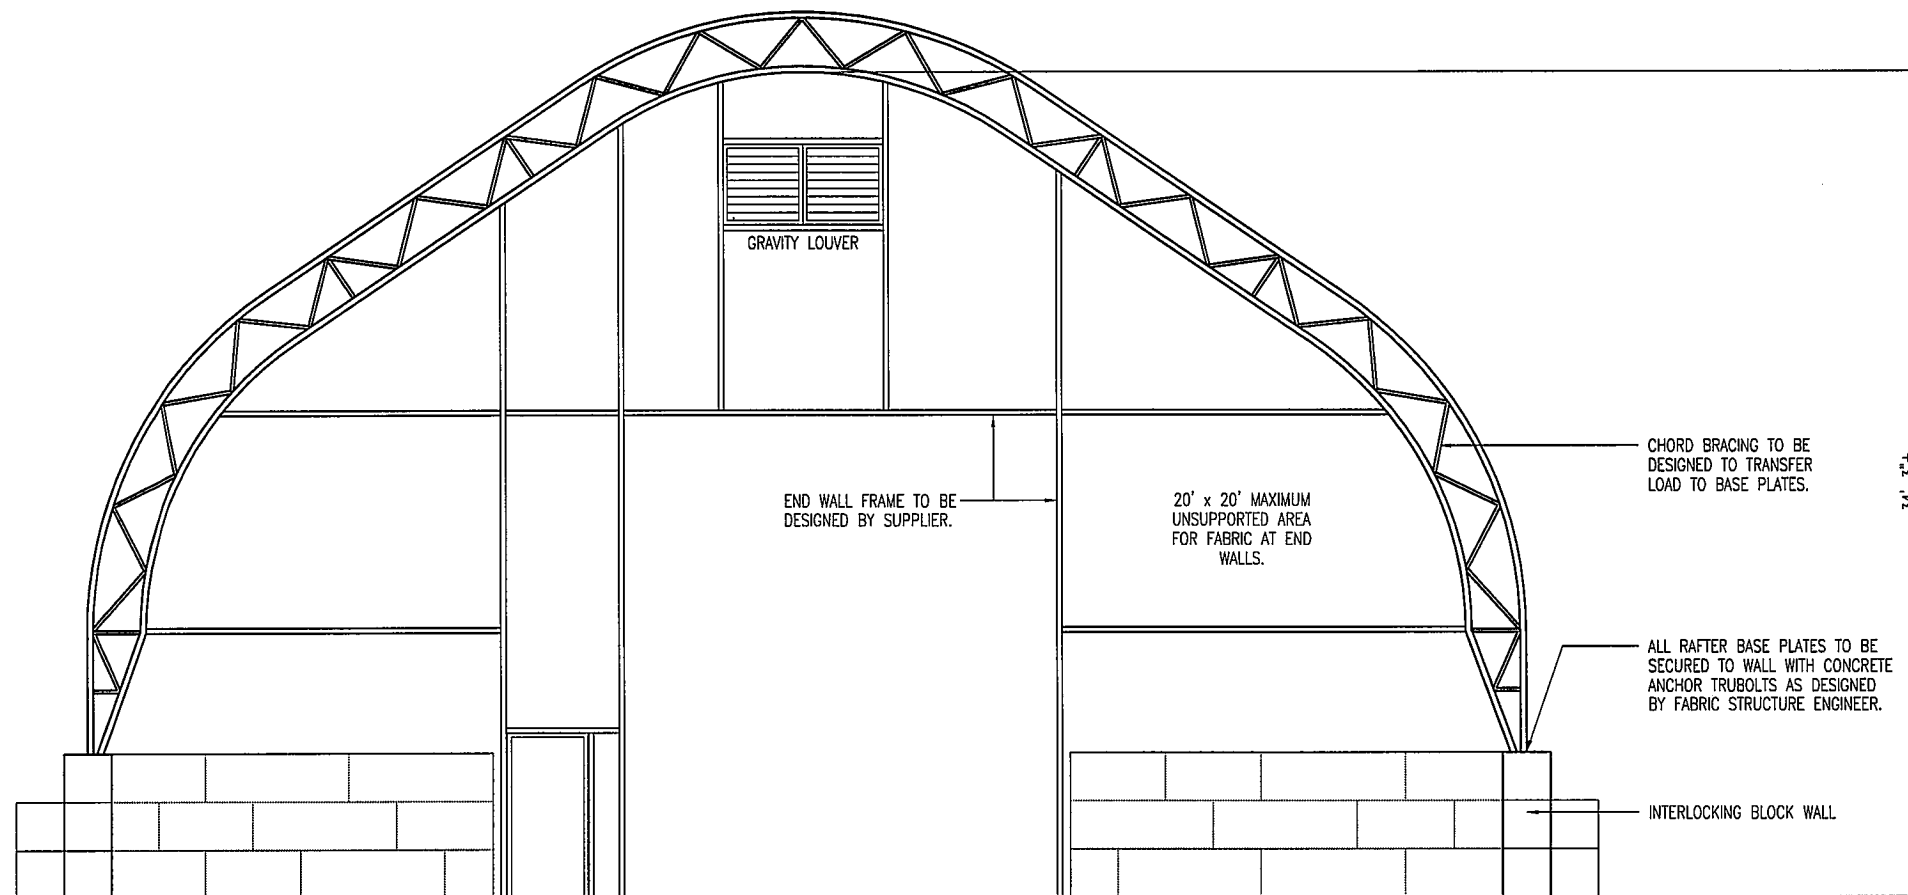 GRAVITY LOUVER
END WALL FRAME TO BE
DESIGNED BY SUPPLIER.
20' x 20' MAXIMUM
UNSUPPORTED AREA
FOR FABRIC AT END
WALLS.
CHORD BRACING TO BE
DESIGNED TO TRANSFER
LOAD TO BASE PLATES.
ALL RAFTER BASE PLATES TO BE
SECURED TO WALL WITH CONCRETE
ANCHOR TRUBOLTS AS DESIGNED
BY FABRIC STRUCTURE ENGINEER.
INTERLOCKING BLOCK WALL